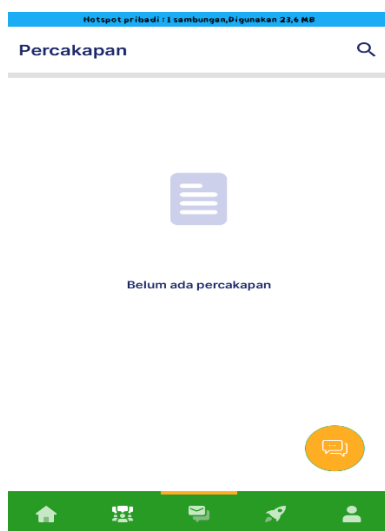 Hotspot pribadi : 1 sambungan,Digunakan 23,6 MB
Percakapan
Belum ada percakapan